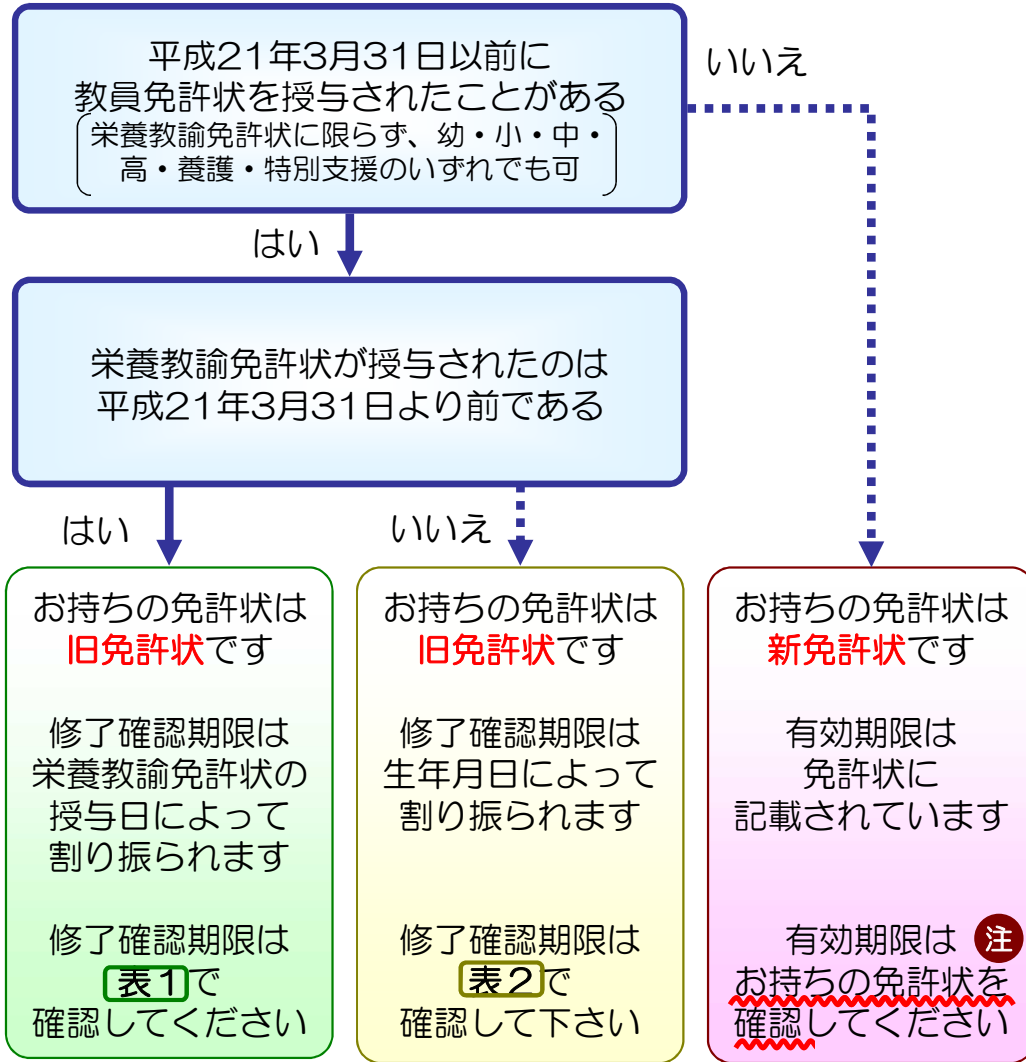 平成21年3月31日以前に
教員免許状を授与されたことがある
栄養教諭免許状に限らず、幼・小・中・
高・養護・特別支援のいずれでも可
いいえ
はい
栄養教諭免許状が授与されたのは
平成21年3月31日より前である
はい
いいえ
お持ちの免許状は
旧免許状です
修了確認期限は
栄養教諭免許状の
授与日によって
割り振られます
修了確認期限は
表1で
確認してください
お持ちの免許状は
旧免許状です
修了確認期限は
生年月日によって
割り振られます
修了確認期限は
表2で
確認して下さい
お持ちの免許状は
新免許状です
有効期限は
免許状に
記載されています
有効期限は 注
お持ちの免許状を
確認してください